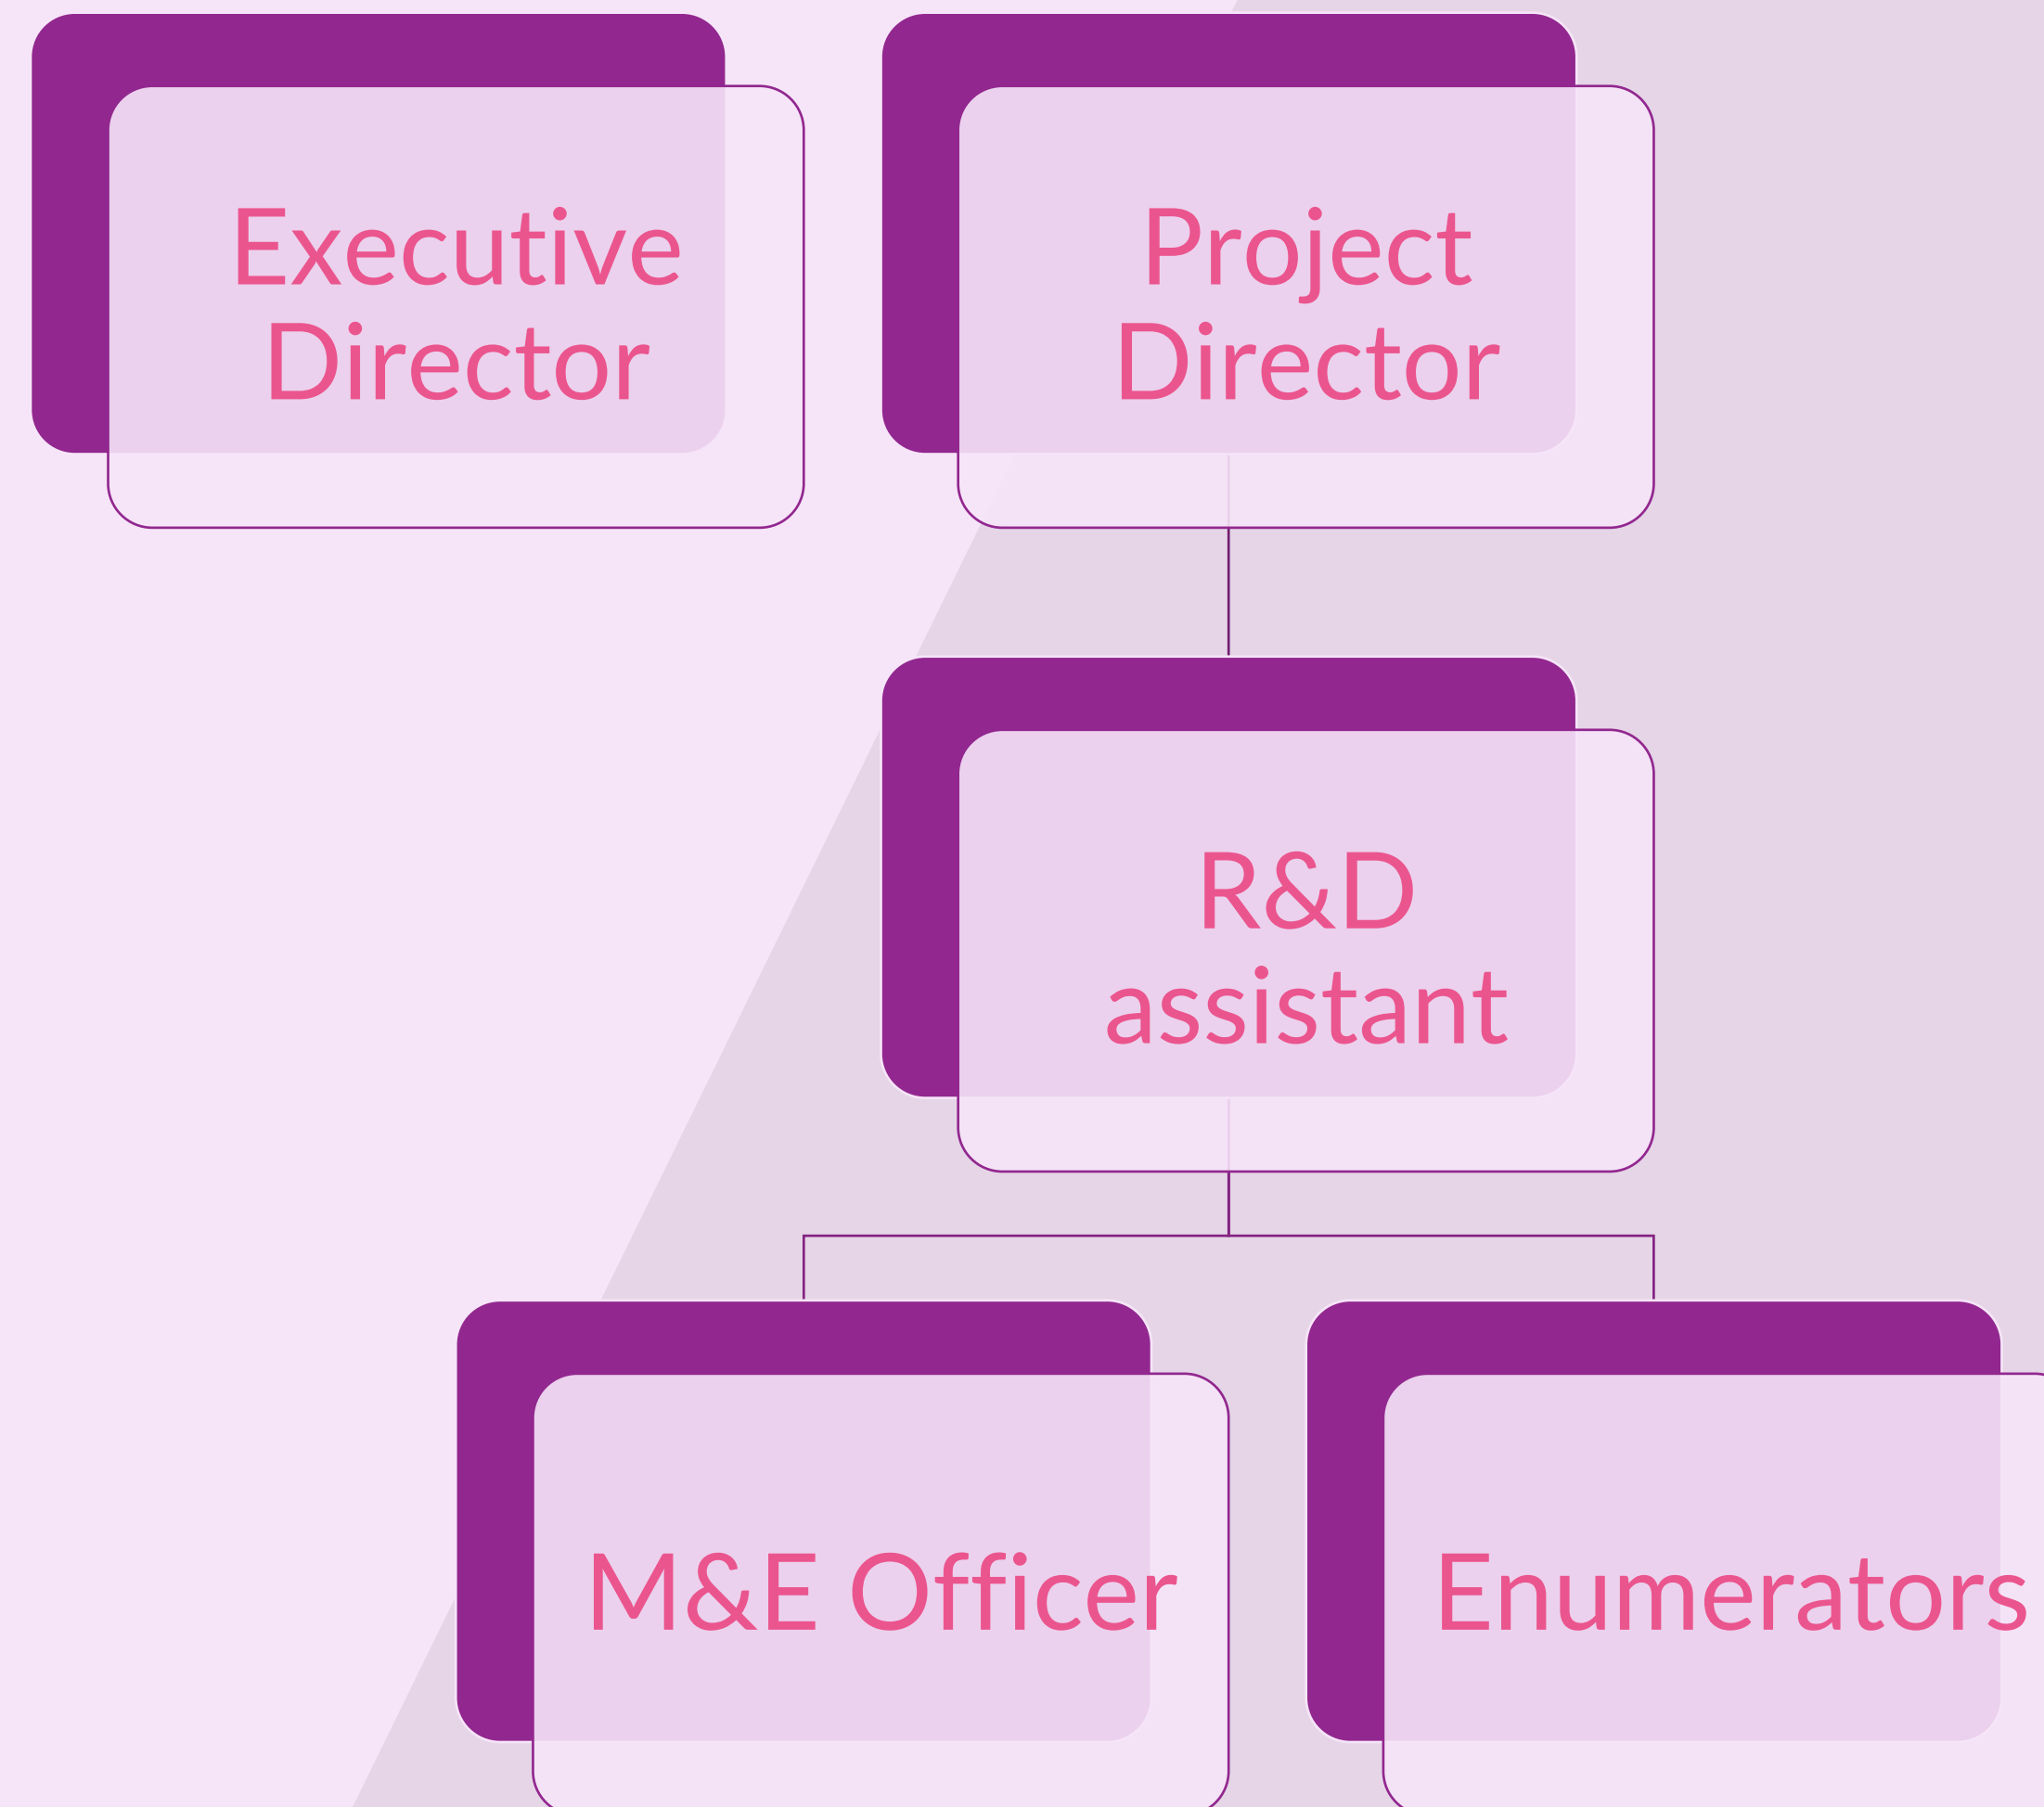 Executive
Director
Project
Director
R&D
assistant
M&E Officer
Enumerators